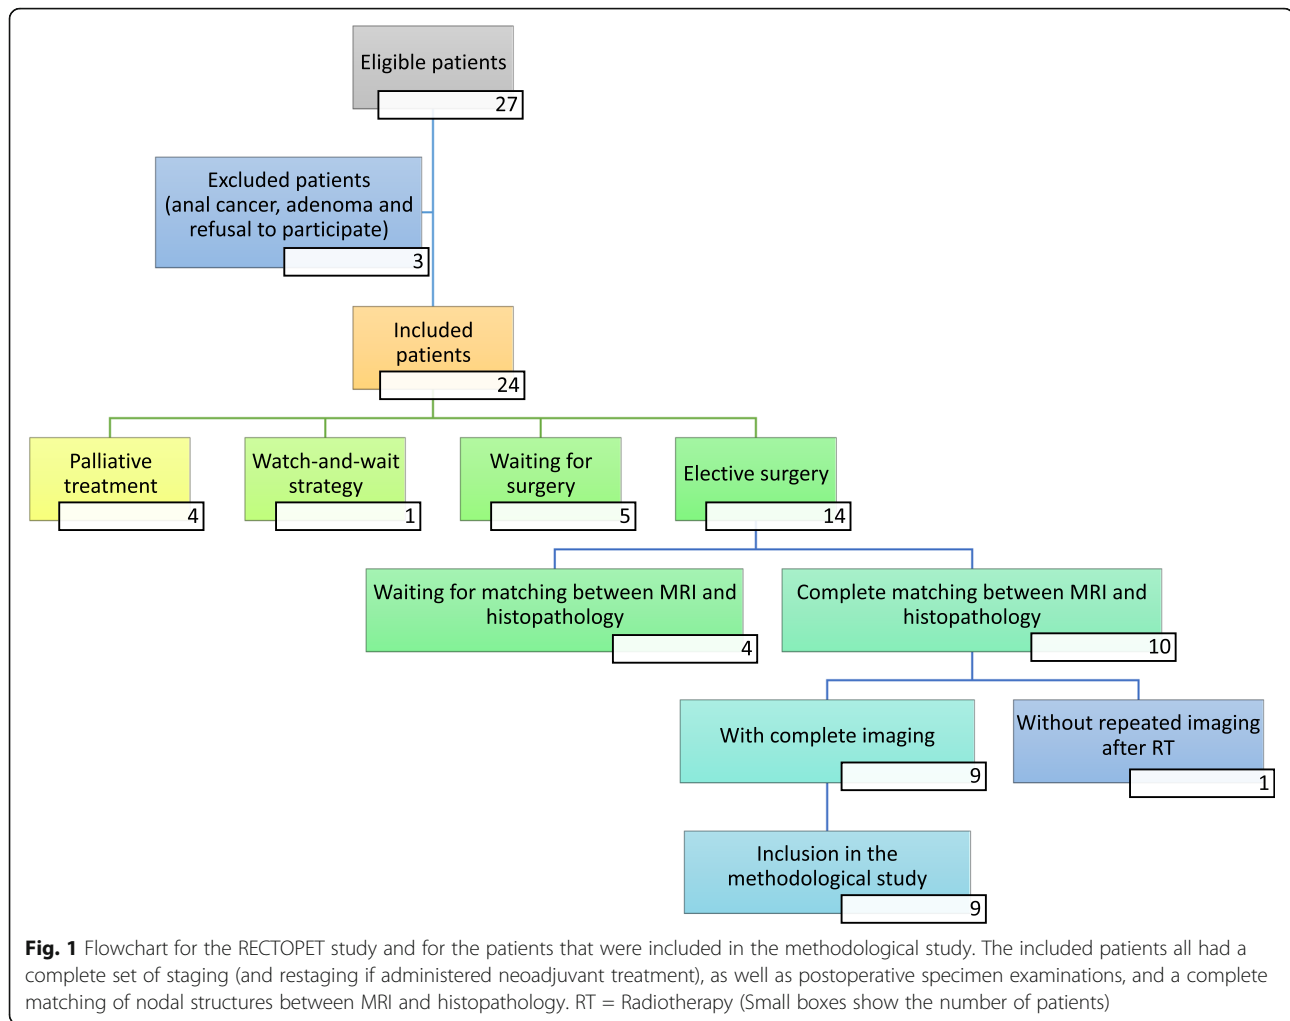 Eligible patients
27
Excluded patients
(anal cancer, adenoma and
refusal to participate)
3
Included
patients
24
Palliative
treatment
4
Watch-and-wait
strategy
1
Waiting for
surgery
5
Elective surgery
14
Waiting for matching between MRI and
histopathology
4
Complete matching between MRI and
histopathology
10
With complete imaging
9
Without repeated imaging
after RT
1
Inclusion in the
methodological study
9
Fig. 1 Flowchart for the RECTOPET study and for the patients that were included in the methodological study. The included patients all had a
complete set of staging (and restaging if administered neoadjuvant treatment), as well as postoperative specimen examinations, and a complete
matching of nodal structures between MRI and histopathology. RT = Radiotherapy (Small boxes show the number of patients)